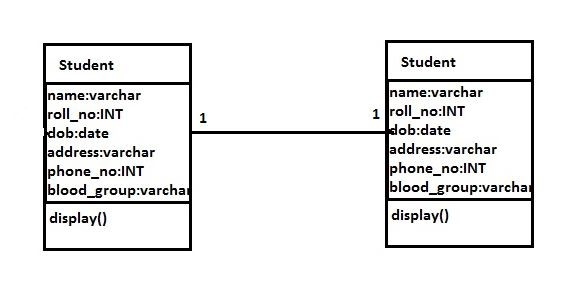 Student
name:varchar
roll_no:INT
dob:date
address:varchar
phone_no:INT
blood_group:varchar
display()
1
1
Student
name:varchar
roll_no:INT
dob:date
address:varchar
phone_no:INT
blood_group:varchar
display()